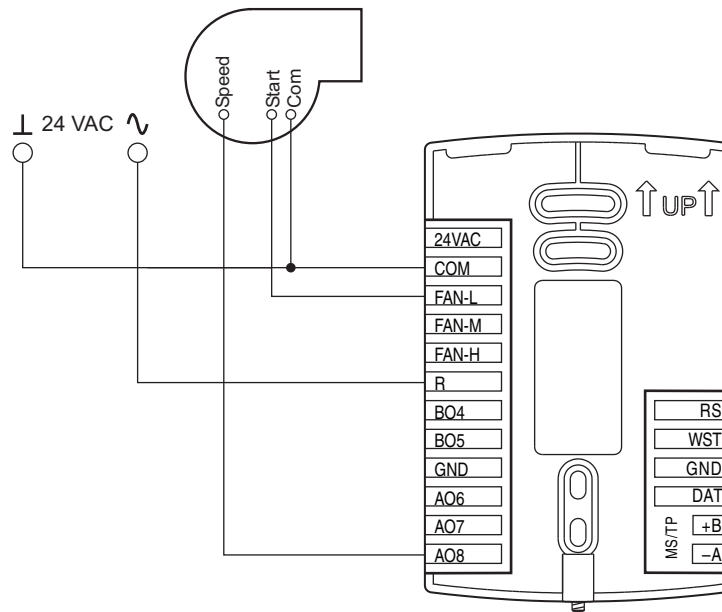 Speed
Start
Com
⊥ 24 VAC ∿
UP
24VAC
COM
FAN-L
FAN-M
FAN-H
R
BO4
BO5
GND
AO6
AO7
AO8
RS
WST
GND
DAT
MS/TP
+B
–A